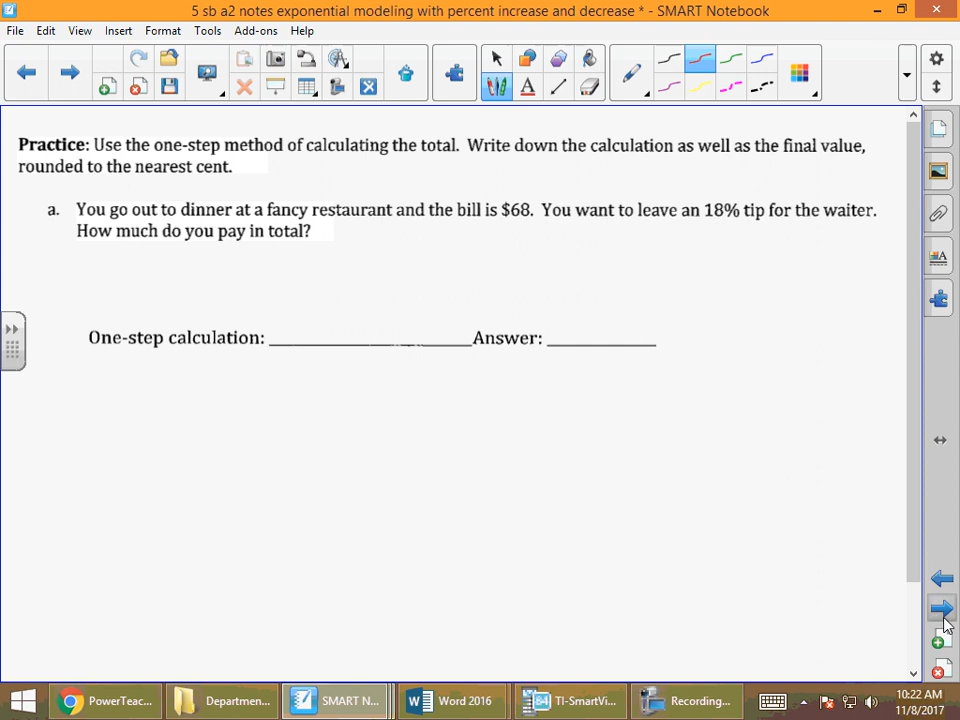 5 sb a2 notes exponential modeling with percent increase and decrease * - SMART Notebook
File Edit View Insert Format Tools Add-ons Help
Practice: Use the one-step method of calculating the total. Write down the calculation as well as the final value,
rounded to the nearest cent.
a. You go out to dinner at a fancy restaurant and the bill is $68. You want to leave an 18% tip for the waiter.
How much do you pay in total?
One-step calculation: ____________________Answer: ___________
PowerTeac... Departmen... SMART N... Word 2016 TI-SmartVi... Recording...
10:22 AM
11/8/2017